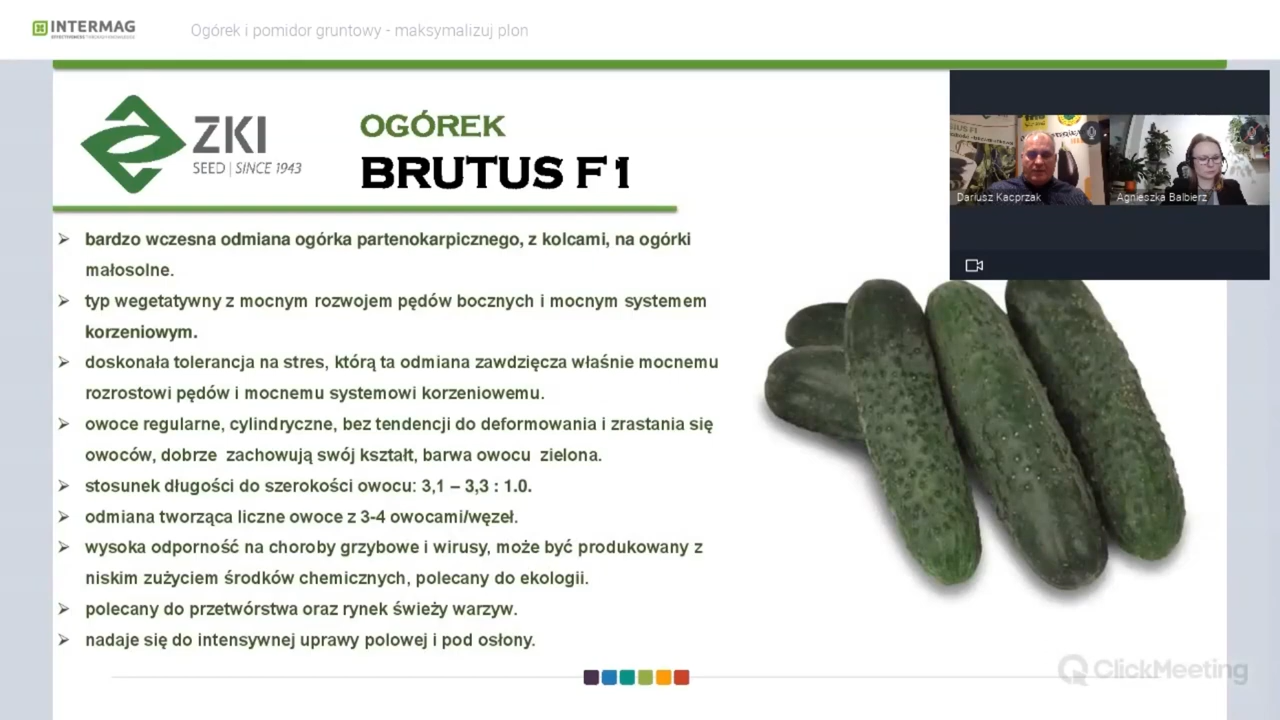 INTERMAG
Ogórek i pomidor gruntowy - maksymalizuj plon
ZKI
SEED | SINCE 1943
OGÓREK
BRUTUS F1
Dariusz Kacprzak
Agnieszka Balbierz
bardzo wczesna odmiana ogórka partenokarpicznego, z kolcami, na ogórki
małosolne.
typ wegetatywny z mocnym rozwojem pędów bocznych i mocnym systemem
korzeniowym.
doskonała tolerancja na stres, którą ta odmiana zawdzięcza właśnie mocnemu
rozrostowi pędów i mocnemu systemowi korzeniowemu.
owoce regularne, cylindryczne, bez tendencji do deformowania i zrastania się
owoców, dobrze zachowują swój kształt, barwa owocu zielona.
stosunek długości do szerokości owocu: 3,1 – 3,3 : 1.0.
odmiana tworząca liczne owoce z 3-4 owocami/węzeł.
wysoka odporność na choroby grzybowe i wirusy, może być produkowany z
niskim zużyciem środków chemicznych, polecany do ekologii.
polecany do przetwórstwa oraz rynek świeży warzyw.
nadaje się do intensywnej uprawy polowej i pod osłony.
ClickMeeting